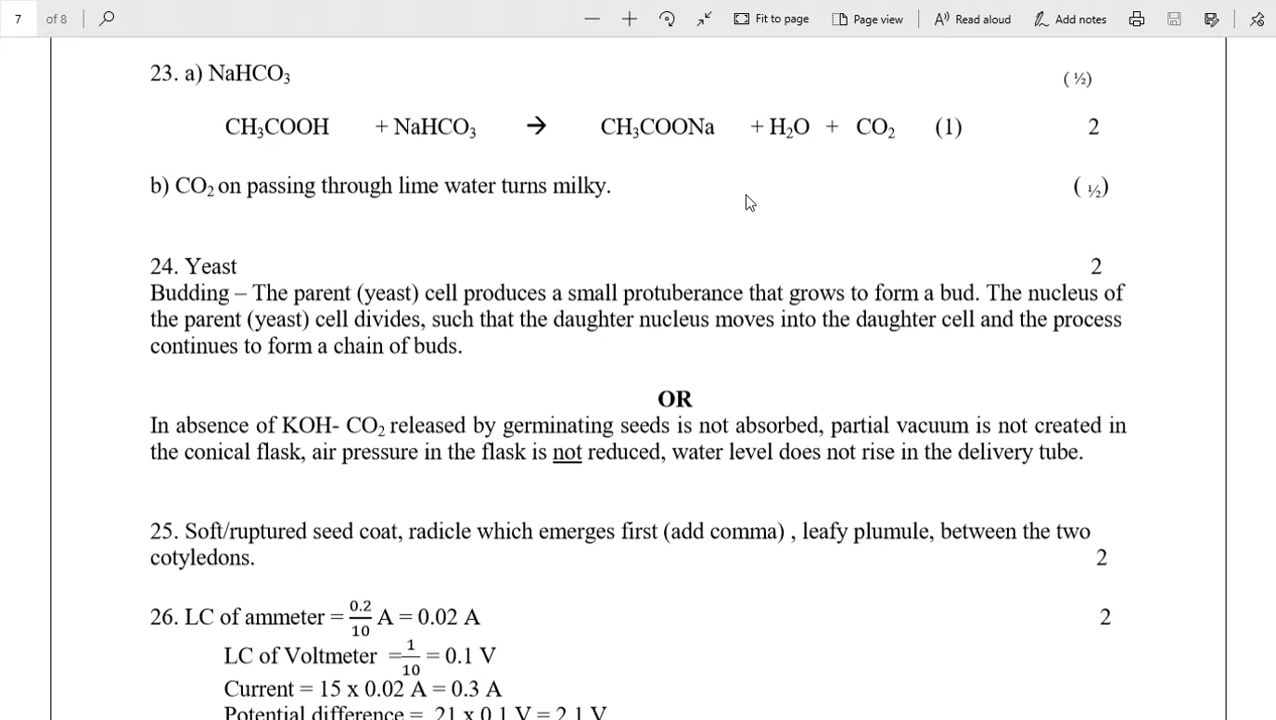 7 of 8 Fit to page Page view Read aloud Add notes
23. a) NaHCO₃ ( ½)
CH₃COOH + NaHCO₃ → CH₃COONa + H₂O + CO₂ (1) 2
b) CO₂ on passing through lime water turns milky. ( ½)
24. Yeast 2
Budding – The parent (yeast) cell produces a small protuberance that grows to form a bud. The nucleus of
the parent (yeast) cell divides, such that the daughter nucleus moves into the daughter cell and the process
continues to form a chain of buds.
OR
In absence of KOH- CO₂ released by germinating seeds is not absorbed, partial vacuum is not created in
the conical flask, air pressure in the flask is not reduced, water level does not rise in the delivery tube.
25. Soft/ruptured seed coat, radicle which emerges first (add comma) , leafy plumule, between the two
cotyledons. 2
26. LC of ammeter = 0.2/10 A = 0.02 A 2
LC of Voltmeter = 1/10 = 0.1 V
Current = 15 x 0.02 A = 0.3 A
Potential difference = 21 x 0.1 V = 2.1 V